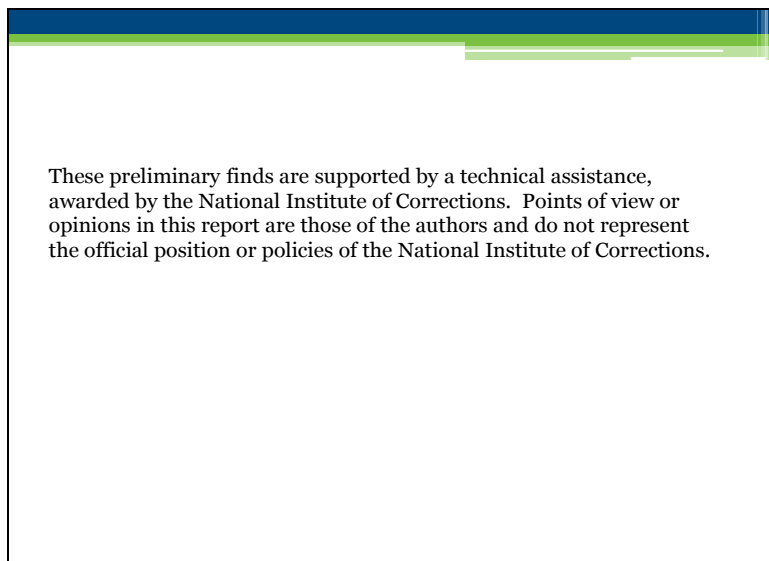 These preliminary finds are supported by a technical assistance,
awarded by the National Institute of Corrections.  Points of view or
opinions in this report are those of the authors and do not represent
the official position or policies of the National Institute of Corrections.